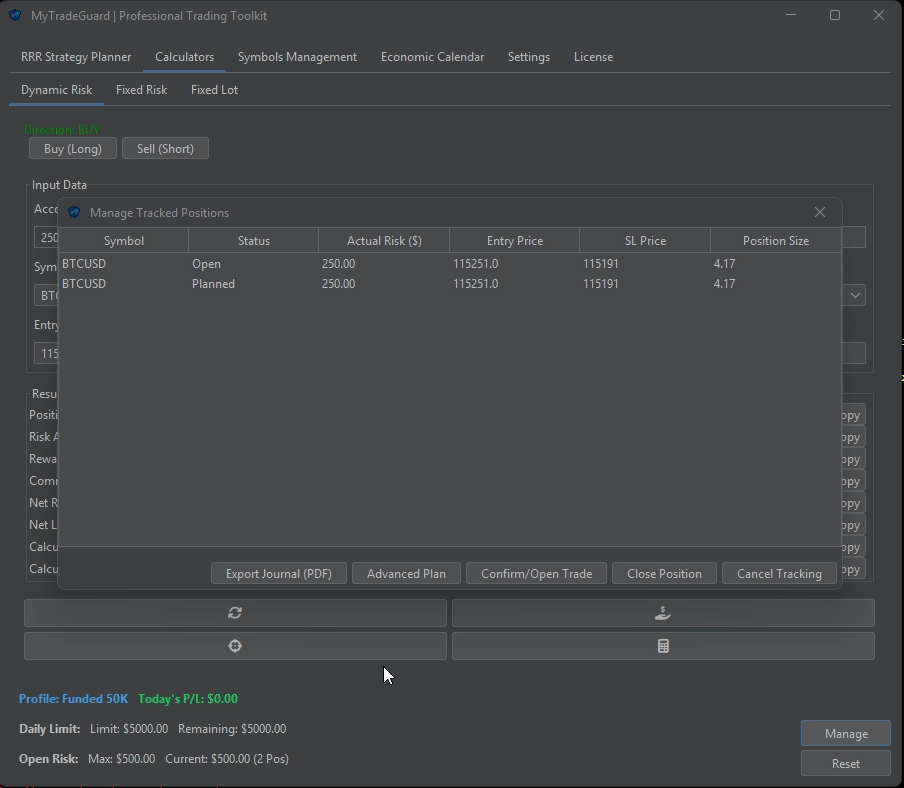 MyTradeGuard | Professional Trading Toolkit
RRR Strategy Planner Calculators Symbols Management Economic Calendar Settings License
Dynamic Risk Fixed Risk Fixed Lot
Direction: BUY
Buy (Long) Sell (Short)
Input Data
Acco
Manage Tracked Positions
250
Symbol Status Actual Risk ($) Entry Price SL Price Position Size
Sym
BTCUSD Open 250.00 115251.0 115191 4.17
BTCUSD Planned 250.00 115251.0 115191 4.17
BTC
Entry
115
Resu
Positi opy
Risk A opy
Rewa opy
Comr opy
Net R opy
Net L opy
Calcu opy
Calcu opy
Export Journal (PDF) Advanced Plan Confirm/Open Trade Close Position Cancel Tracking
Profile: Funded 50K Today's P/L: $0.00
Daily Limit: Limit: $5000.00 Remaining: $5000.00
Manage
Open Risk: Max: $500.00 Current: $500.00 (2 Pos)
Reset